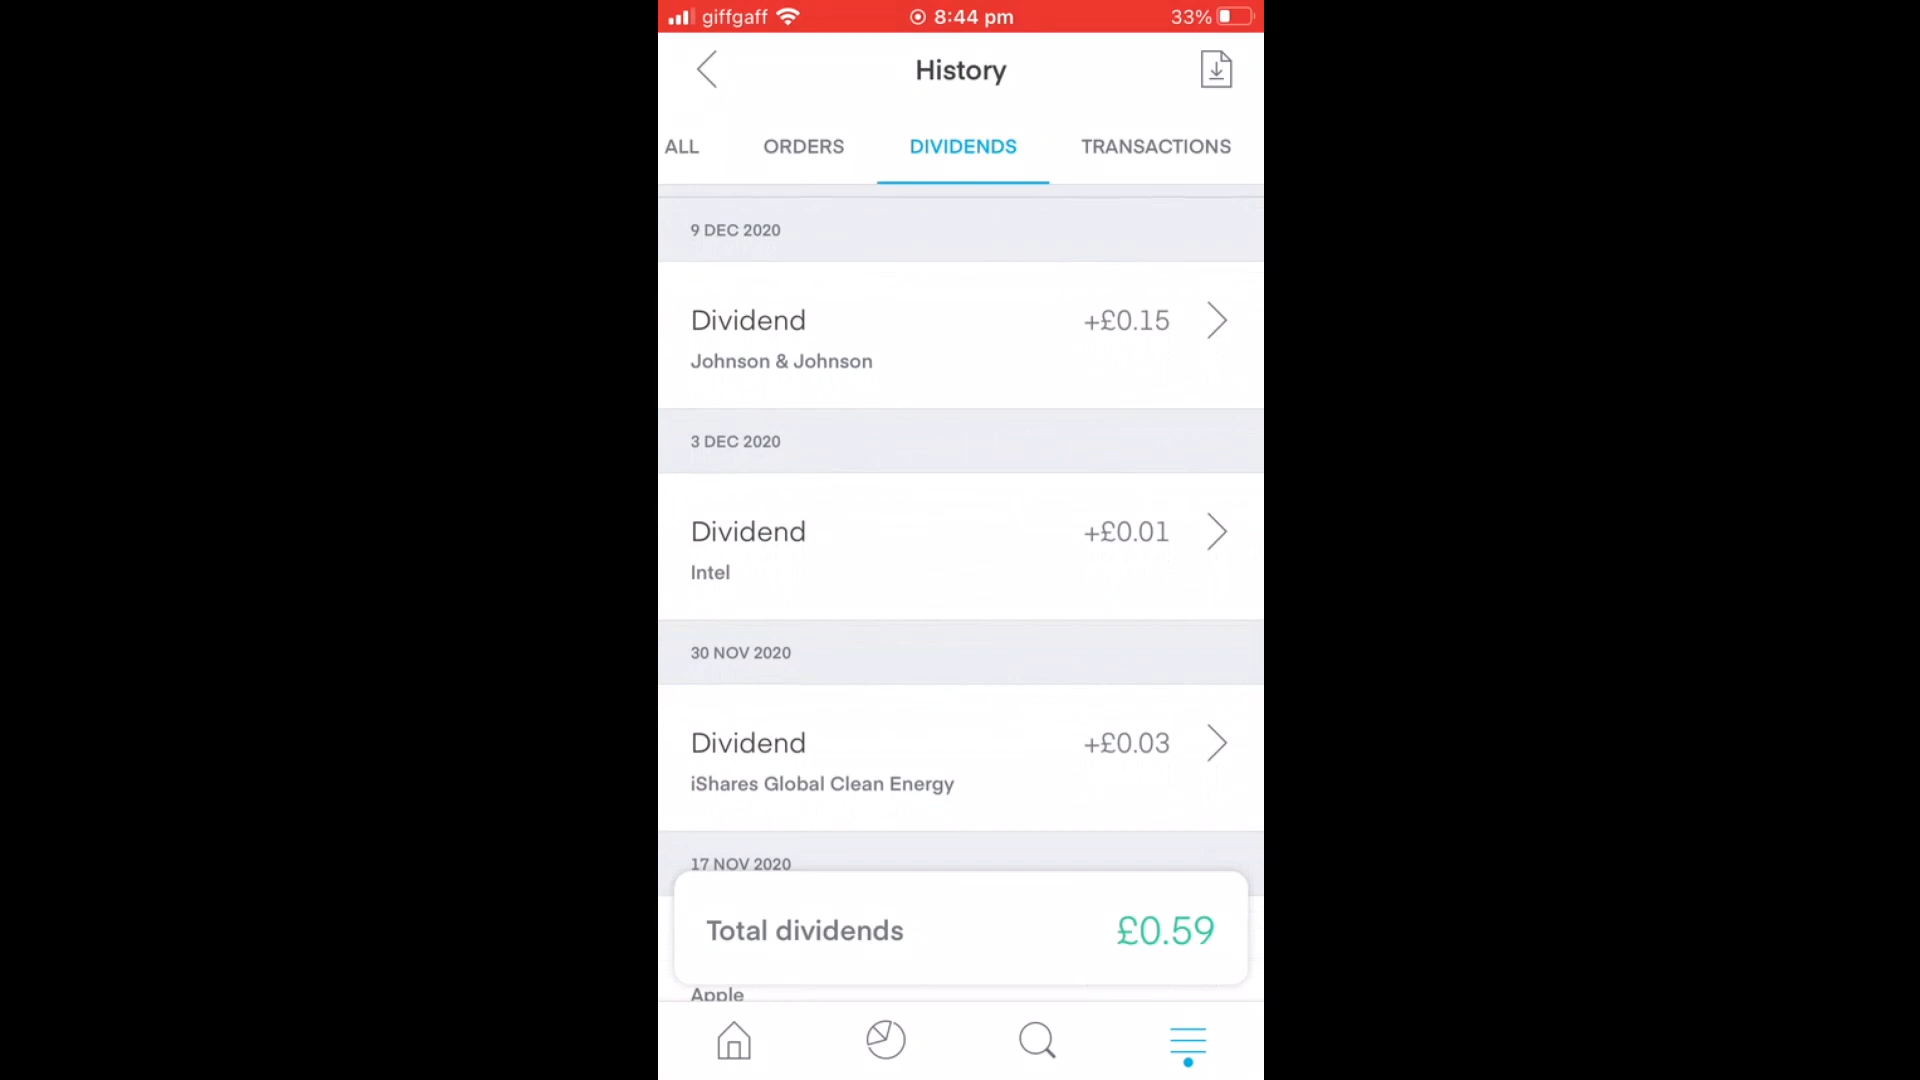 giffgaff 8:44 pm 33%
History
ALL ORDERS DIVIDENDS TRANSACTIONS
9 DEC 2020
Dividend +£0.15
Johnson & Johnson
3 DEC 2020
Dividend +£0.01
Intel
30 NOV 2020
Dividend +£0.03
iShares Global Clean Energy
17 NOV 2020
Total dividends £0.59
Apple